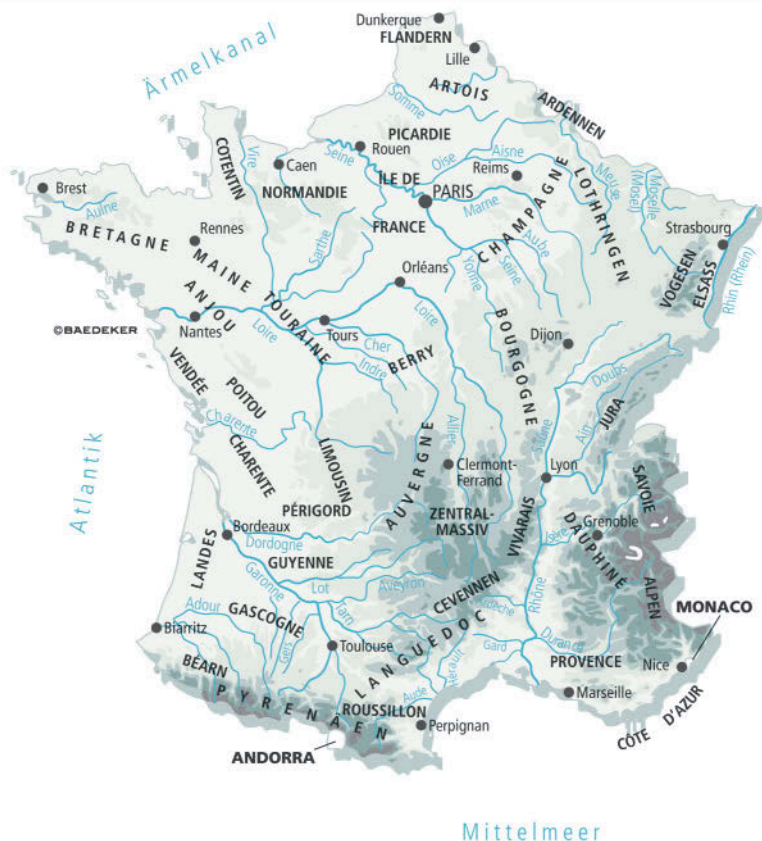 Dunkerque
FLANDERN
Lille
Ärmelkanal
ARTOIS
ARDENNEN
Somme
PICARDIE
COTENTIN
Vire
Seine
Rouen
Oise
Aisne
Caen
Reims
Meuse
Mosel)
Moselle
ÎLE DE
NORMANDIE
PARIS
Brest
Aulne
Marne
CHAMPAGNE
LOTHRINGEN
FRANCE
Strasbourg
Rennes
BRETAGNE
Sarthe
Aube
Seine
Yonne
VOGESEN
ELSASS
Rhin (Rhein)
MAINE
Orléans
ANJOU
TOURAINE
Loire
Nantes
Loire
Tours
Cher
©BAEDEKER
BERRY
Indre
BOURGOGNE
Dijon
VENDÉE
Doubs
POITOU
JURA
Ain
Saône
Charente
Allier
CHARENTE
LIMOUSIN
AUVERGNE
Clermont-
Ferrand
Lyon
SAVOIE
Atlantik
PÉRIGORD
ZENTRAL-
MASSIV
VIVARAIS
Bordeaux
Dordogne
Isère
Grenoble
DAUPHINÉ
LANDES
GUYENNE
Garonne
Lot
Aveyron
CEVENNEN
Ardèche
Rhône
ALPEN
Adour
GASCOGNE
Tarn
MONACO
Biarritz
Gers
Toulouse
LANGUEDOC
Gard
Durance
PROVENCE
Nice
BÉARN
Hérault
PYRENÄEN
Aude
ROUSSILLON
Marseille
Perpignan
CÔTE D'AZUR
ANDORRA
Mittelmeer